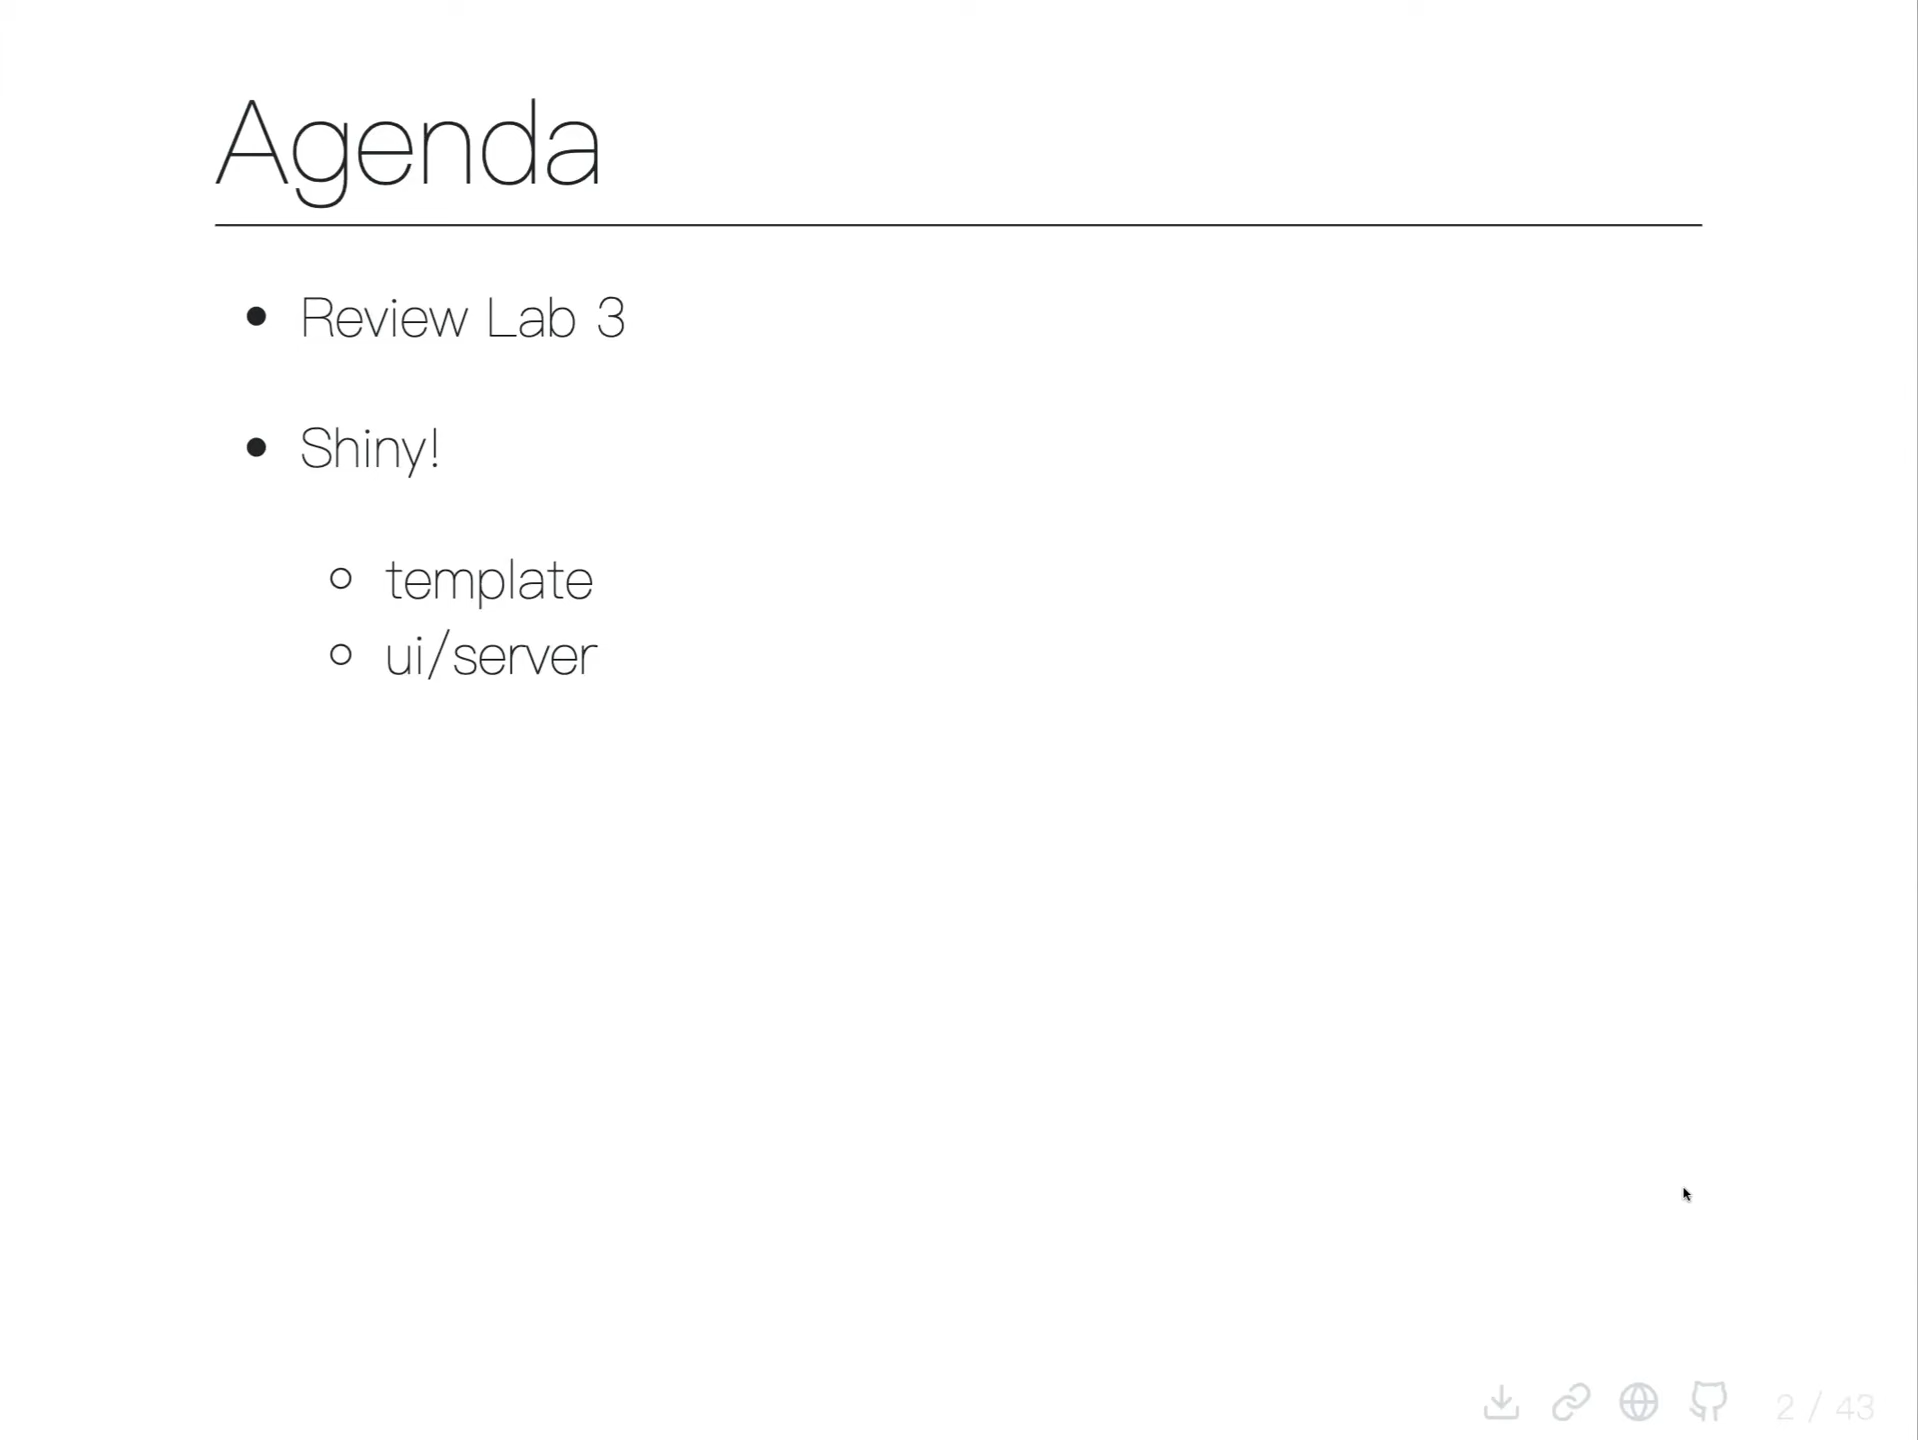 Agenda
Review Lab 3
Shiny!
template
ui/server
2 / 43